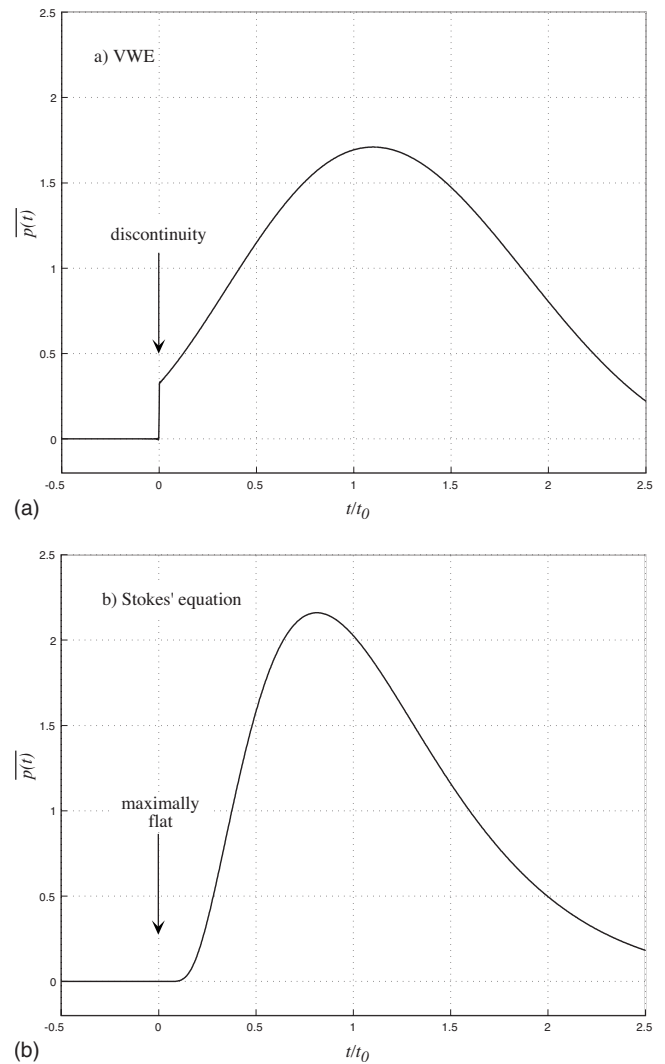 2.5
a) VWE
2
1.5
p(t)
discontinuity
1
0.5
0
-0.5 0 0.5 1 1.5 2 2.5
(a)
t/t0
2.5
b) Stokes' equation
2
1.5
p(t)
maximally
flat
1
0.5
0
-0.5 0 0.5 1 1.5 2 2.5
(b)
t/t0